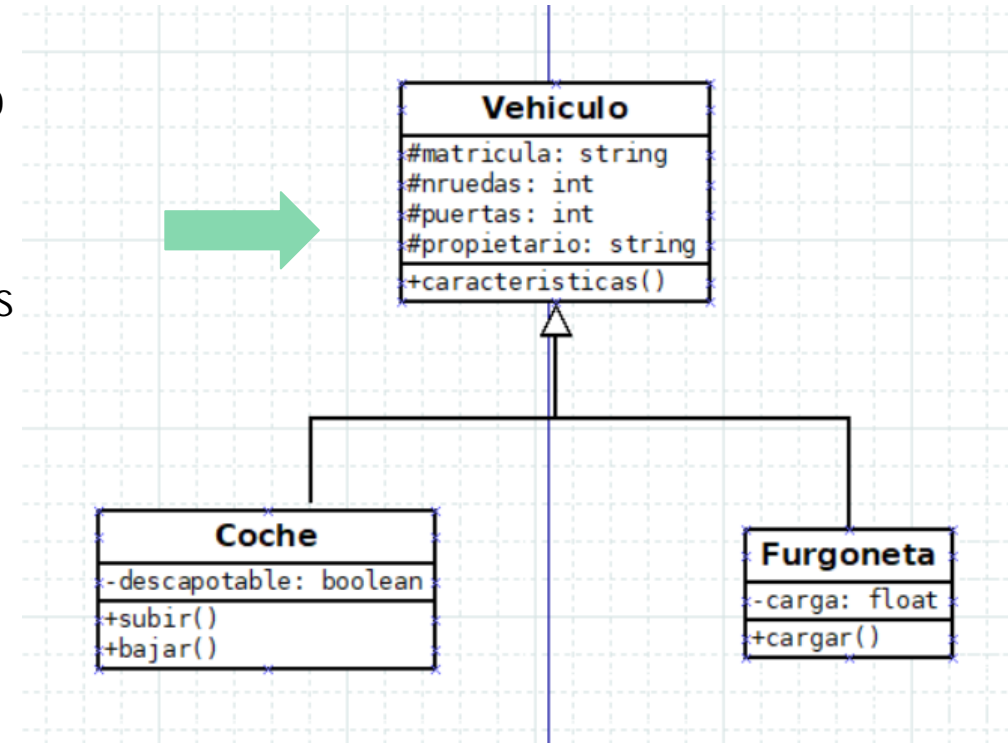 Vehiculo
#matricula: string
#nruedas: int
#puertas: int
#propietario: string
+caracteristicas()
Coche
-descapotable: boolean
+subir()
+bajar()
Furgoneta
-carga: float
+cargar()